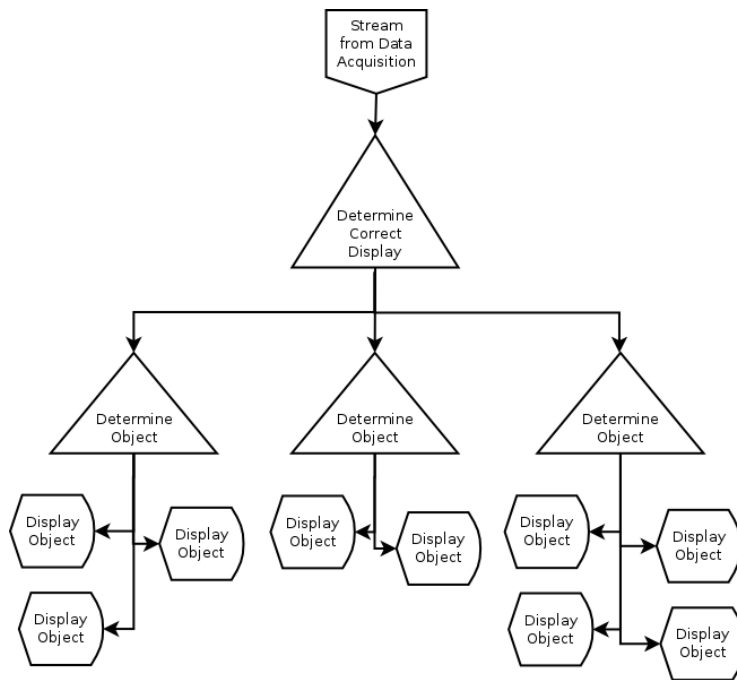 Stream
from Data
Acquisition
Determine
Correct
Display
Determine
Object
Determine
Object
Determine
Object
Display
Object
Display
Object
Display
Object
Display
Object
Display
Object
Display
Object
Display
Object
Display
Object
Display
Object